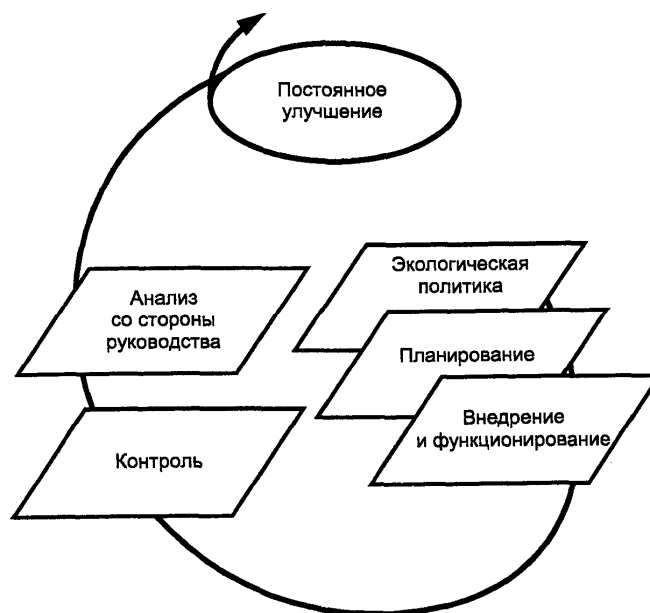 Постоянное
улучшение
Экологическая
политика
Планирование
Внедрение
и функционирование
Анализ
со стороны
руководства
Контроль